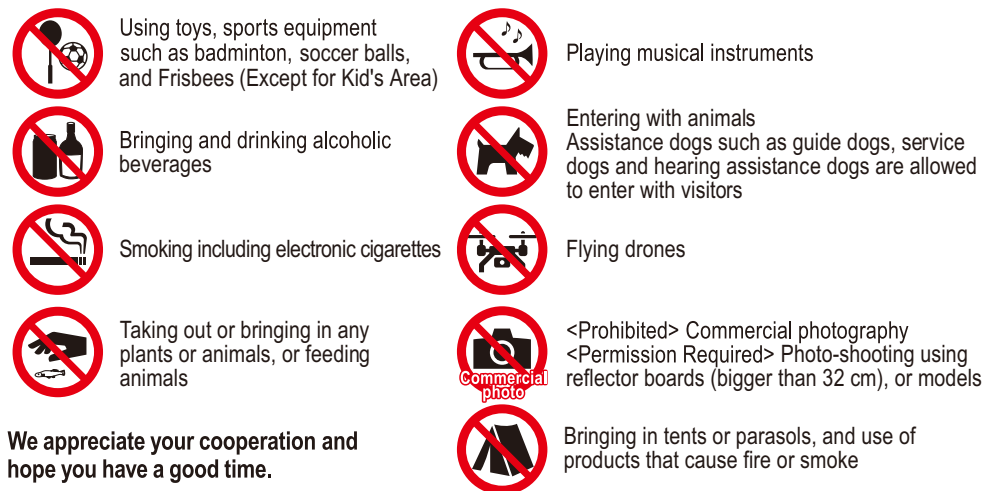 Using toys, sports equipment
such as badminton, soccer balls,
and Frisbees (Except for Kid's Area)
Bringing and drinking alcoholic
beverages
Smoking including electronic cigarettes
Taking out or bringing in any
plants or animals, or feeding
animals
We appreciate your cooperation and
hope you have a good time.
Playing musical instruments
Entering with animals
Assistance dogs such as guide dogs, service
dogs and hearing assistance dogs are allowed
to enter with visitors
Flying drones
Commercial
photo
<Prohibited> Commercial photography
<Permission Required> Photo-shooting using
reflector boards (bigger than 32 cm), or models
Bringing in tents or parasols, and use of
products that cause fire or smoke